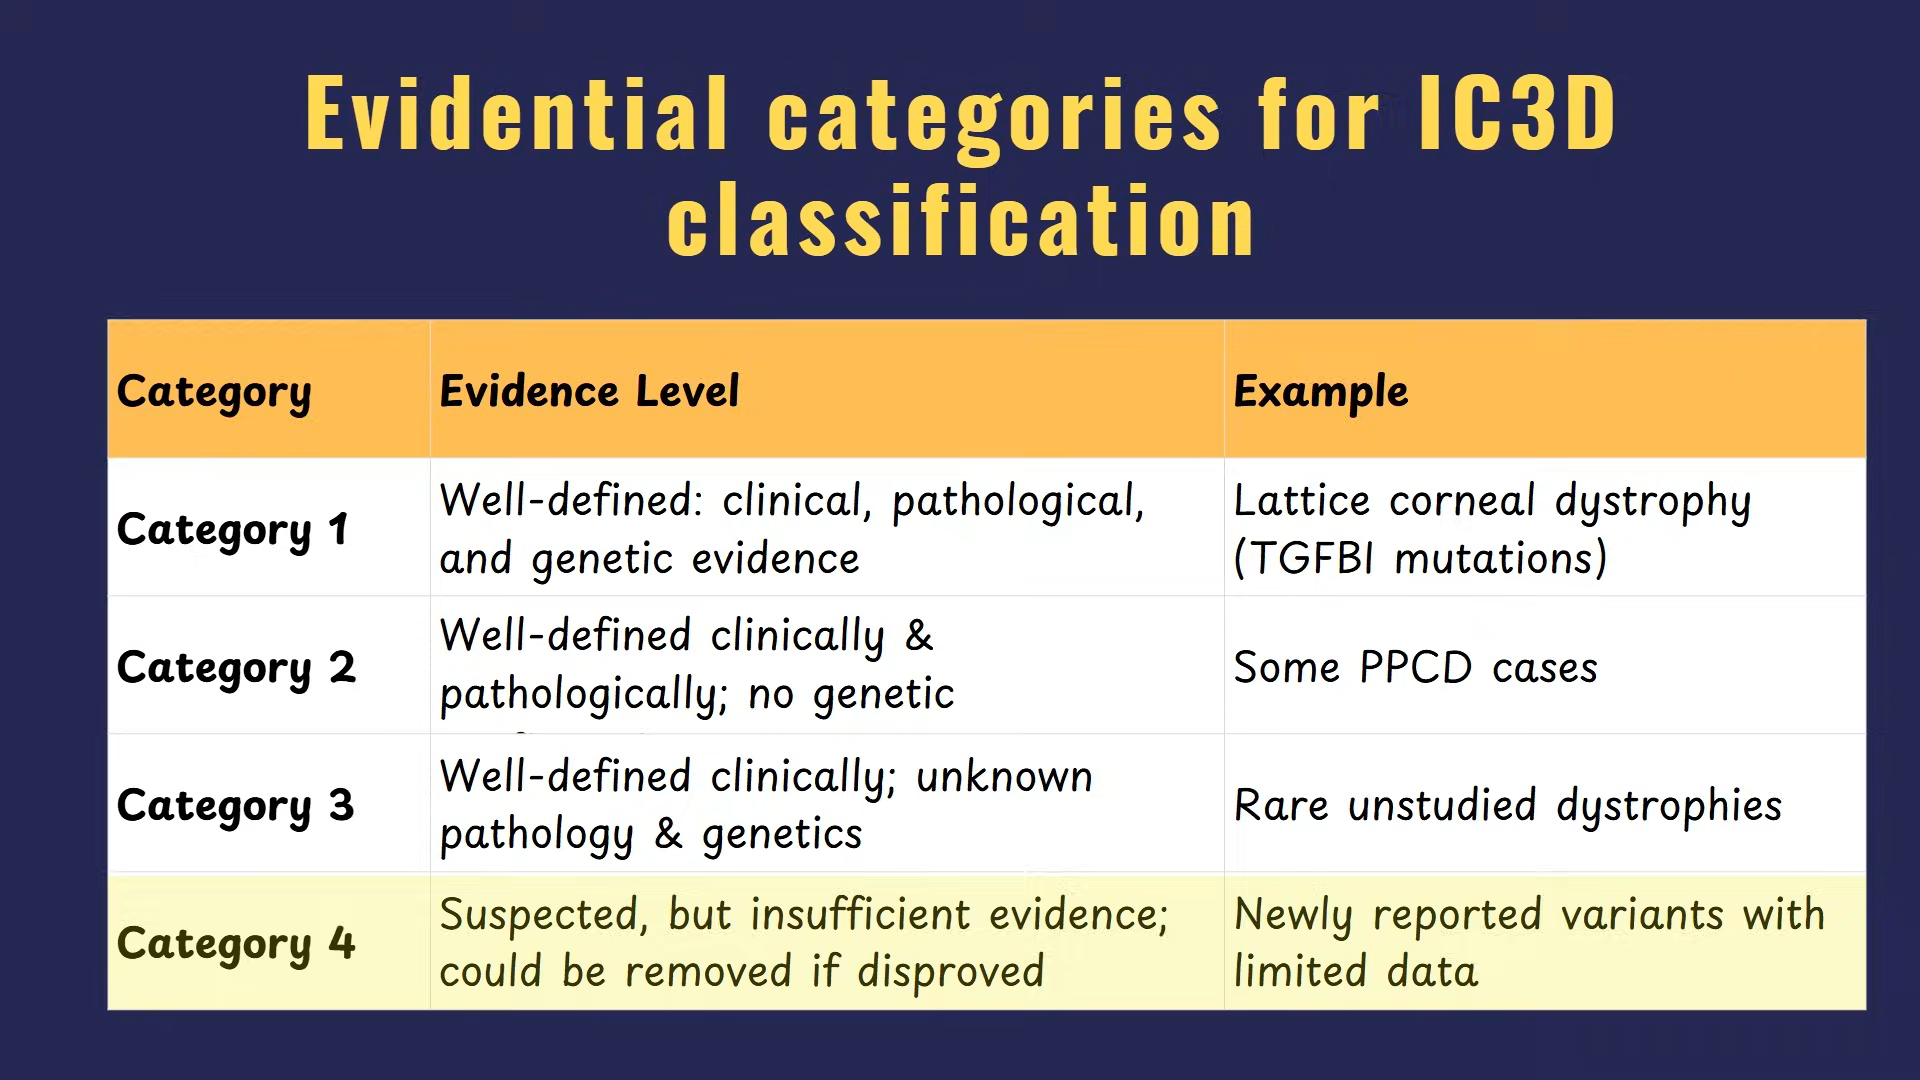 Evidential categories for IC3D
classification
Category
Evidence Level
Example
Category 1
Well-defined: clinical, pathological,
and genetic evidence
Lattice corneal dystrophy
(TGFBI mutations)
Category 2
Well-defined clinically &
pathologically; no genetic
Some PPCD cases
Category 3
Well-defined clinically; unknown
pathology & genetics
Rare unstudied dystrophies
Category 4
Suspected, but insufficient evidence;
could be removed if disproved
Newly reported variants with
limited data